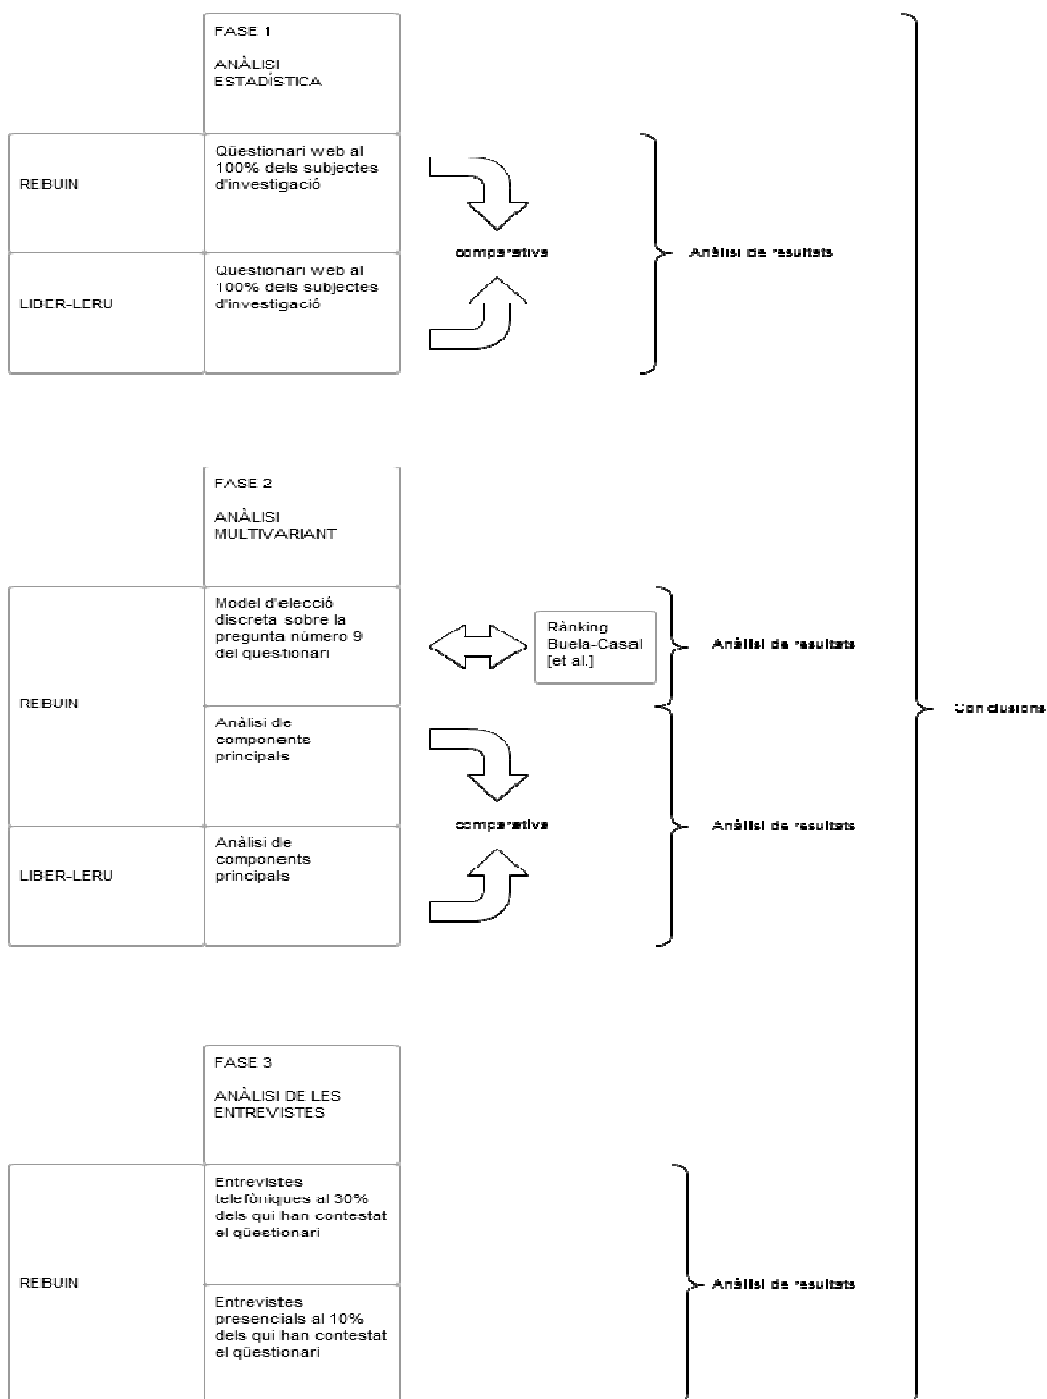 FASE 1
ANÀLISI
ESTADÍSTICA
REBUIN
Qüestionari web al
100% dels subjectes
d'investigació
comparativa
Anàlisi de resultats
LIBER-LERU
Qüestionari web al
100% dels subjectes
d'investigació
FASE 2
ANÀLISI
MULTIVARIANT
REBUIN
Model d'elecció
discreta sobre la
pregunta número 9
del qüestionari
Rànking
Buela-Casal
[et al.]
Anàlisi de resultats
Conclusions
Anàlisi de
components
principals
comparativa
Anàlisi de resultats
LIBER-LERU
Anàlisi de
components
principals
FASE 3
ANÀLISI DE LES
ENTREVISTES
REBUIN
Entrevistes
telefòniques al 30%
dels qui han contestat
el qüestionari
Anàlisi de resultats
Entrevistes
presencials al 10%
dels qui han contestat
el qüestionari